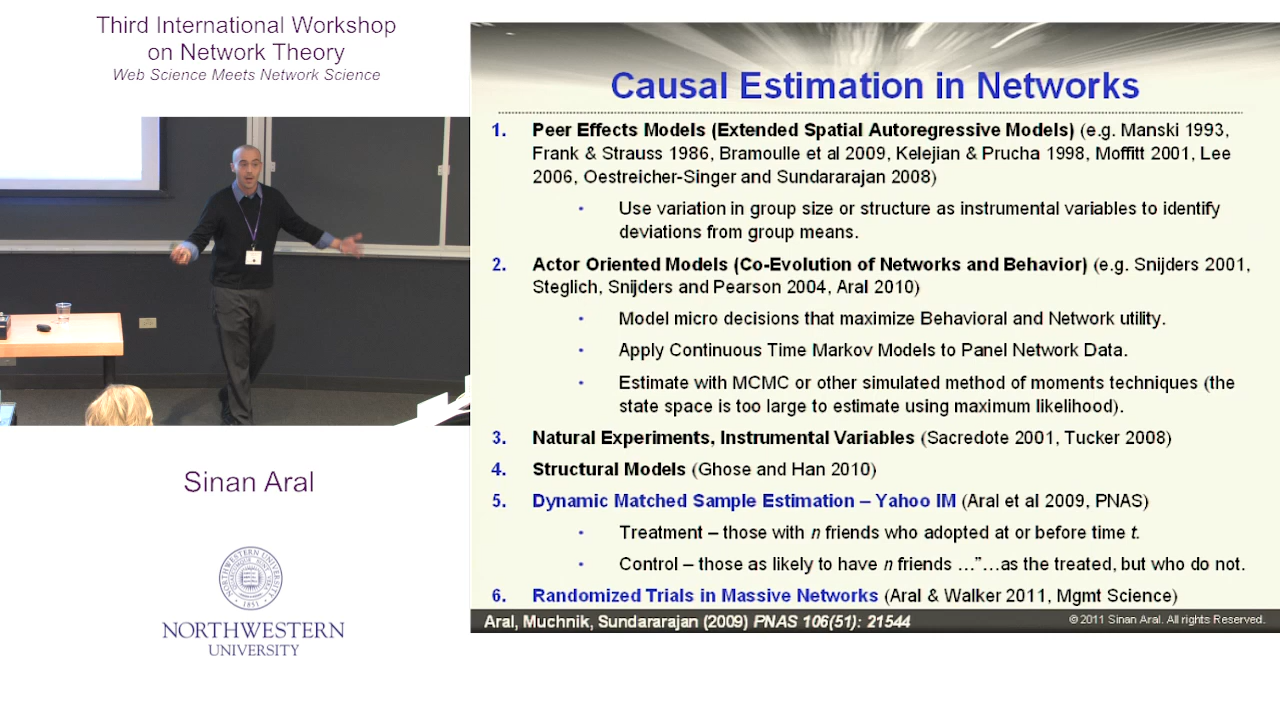 Third International Workshop
on Network Theory
Web Science Meets Network Science
Sinan Aral
NORTHWESTERN UNIVERSITY
1851
NORTHWESTERN
UNIVERSITY
Causal Estimation in Networks
1. Peer Effects Models (Extended Spatial Autoregressive Models) (e.g. Manski 1993,
Frank & Strauss 1986, Bramoulle et al 2009, Kelejian & Prucha 1998, Moffitt 2001, Lee
2006, Oestreicher-Singer and Sundararajan 2008)
• Use variation in group size or structure as instrumental variables to identify
deviations from group means.
2. Actor Oriented Models (Co-Evolution of Networks and Behavior) (e.g. Snijders 2001,
Steglich, Snijders and Pearson 2004, Aral 2010)
• Model micro decisions that maximize Behavioral and Network utility.
• Apply Continuous Time Markov Models to Panel Network Data.
• Estimate with MCMC or other simulated method of moments techniques (the
state space is too large to estimate using maximum likelihood).
3. Natural Experiments, Instrumental Variables (Sacredote 2001, Tucker 2008)
4. Structural Models (Ghose and Han 2010)
5. Dynamic Matched Sample Estimation – Yahoo IM (Aral et al 2009, PNAS)
• Treatment – those with n friends who adopted at or before time t.
• Control – those as likely to have n friends …"…as the treated, but who do not.
6. Randomized Trials in Massive Networks (Aral & Walker 2011, Mgmt Science)
Aral, Muchnik, Sundararajan (2009) PNAS 106(51): 21544
© 2011 Sinan Aral. All rights Reserved.